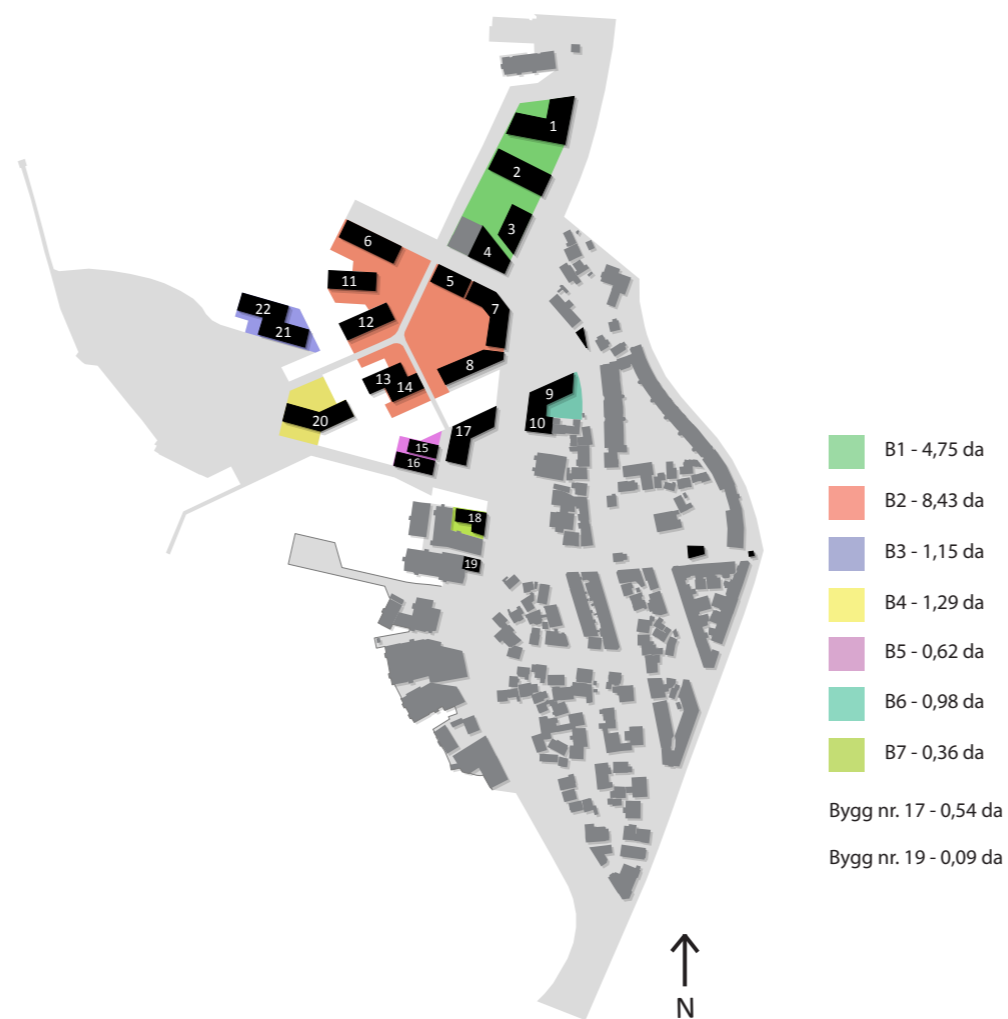 1
2
3
4
6
5
11
7
22
12
21
8
13
14
9
20
10
17
15
16
18
19
B1 - 4,75 da
B2 - 8,43 da
B3 - 1,15 da
B4 - 1,29 da
B5 - 0,62 da
B6 - 0,98 da
B7 - 0,36 da
Bygg nr. 17 - 0,54 da
Bygg nr. 19 - 0,09 da
N